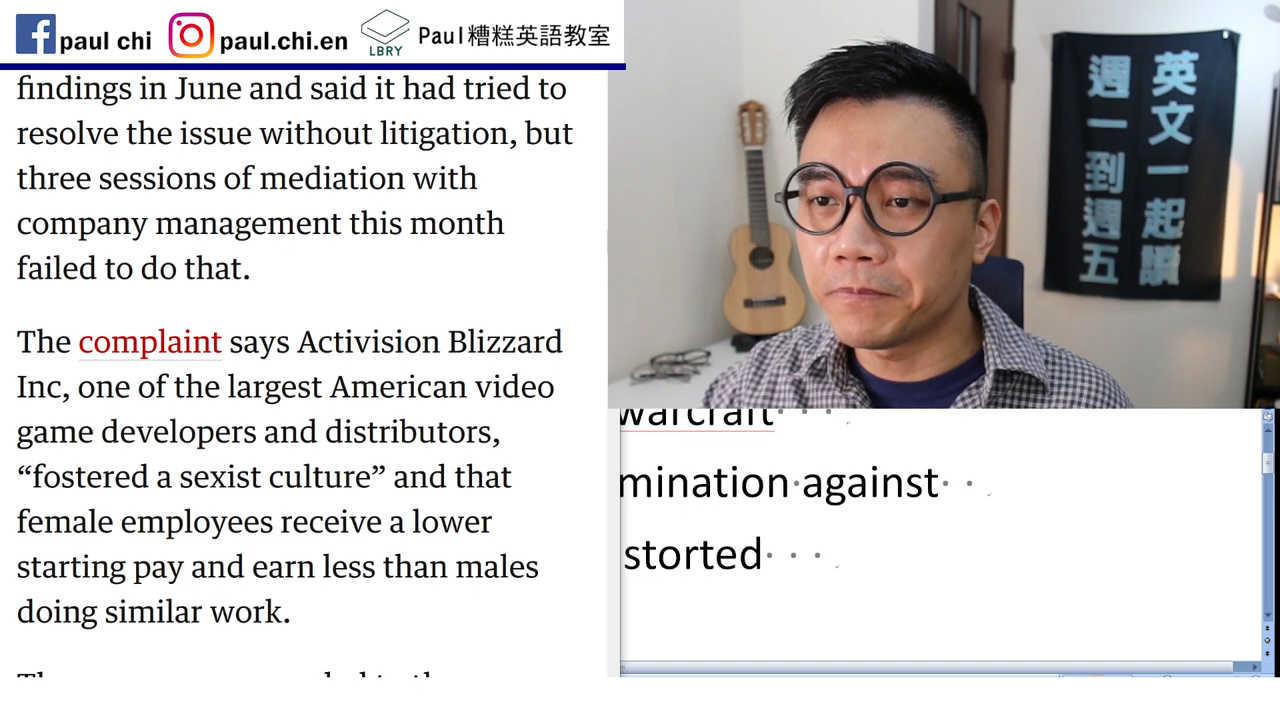 paul chi
paul.chi.en
LBRY
Paul糟糕英語教室
findings in June and said it had tried to
resolve the issue without litigation, but
three sessions of mediation with
company management this month
failed to do that.
The complaint says Activision Blizzard
Inc, one of the largest American video
game developers and distributors,
“fostered a sexist culture” and that
female employees receive a lower
starting pay and earn less than males
doing similar work.
英文一起讀
週一到週五
warcraft
mination against
storted